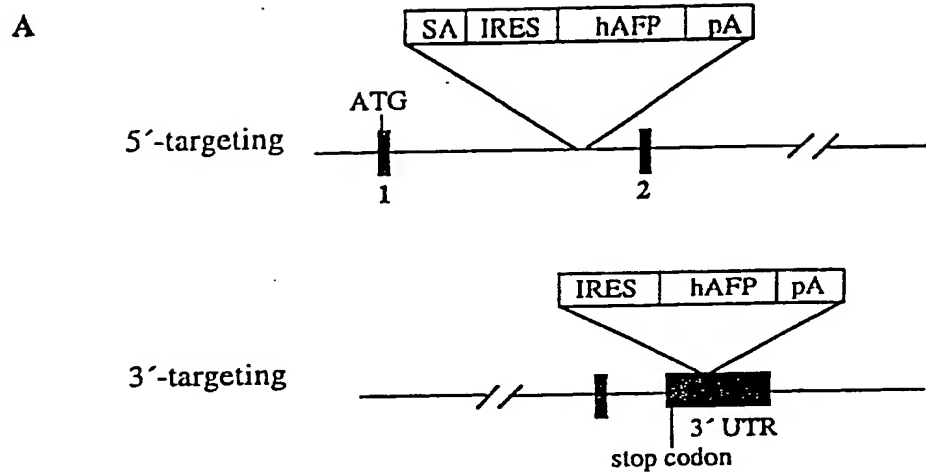 A
SA IRES hAFP pA
ATG
5´-targeting
1 2
IRES hAFP pA
3´-targeting
3´ UTR
stop codon